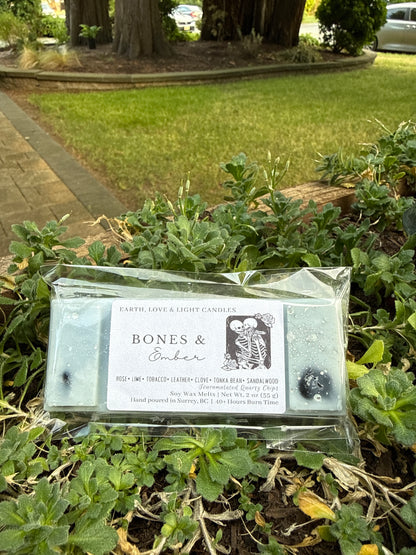 EARTH, LOVE & LIGHT CANDLES
BONES &
Ember
ROSE • LIME • TOBACCO • LEATHER • CLOVE • TONKA BEAN • SANDALWOOD
Tourmalated Quartz Chips
Soy Wax Melts | Net Wt. 2 oz (55 g)
Hand poured in Surrey, BC | 40+ Hours Burn Time